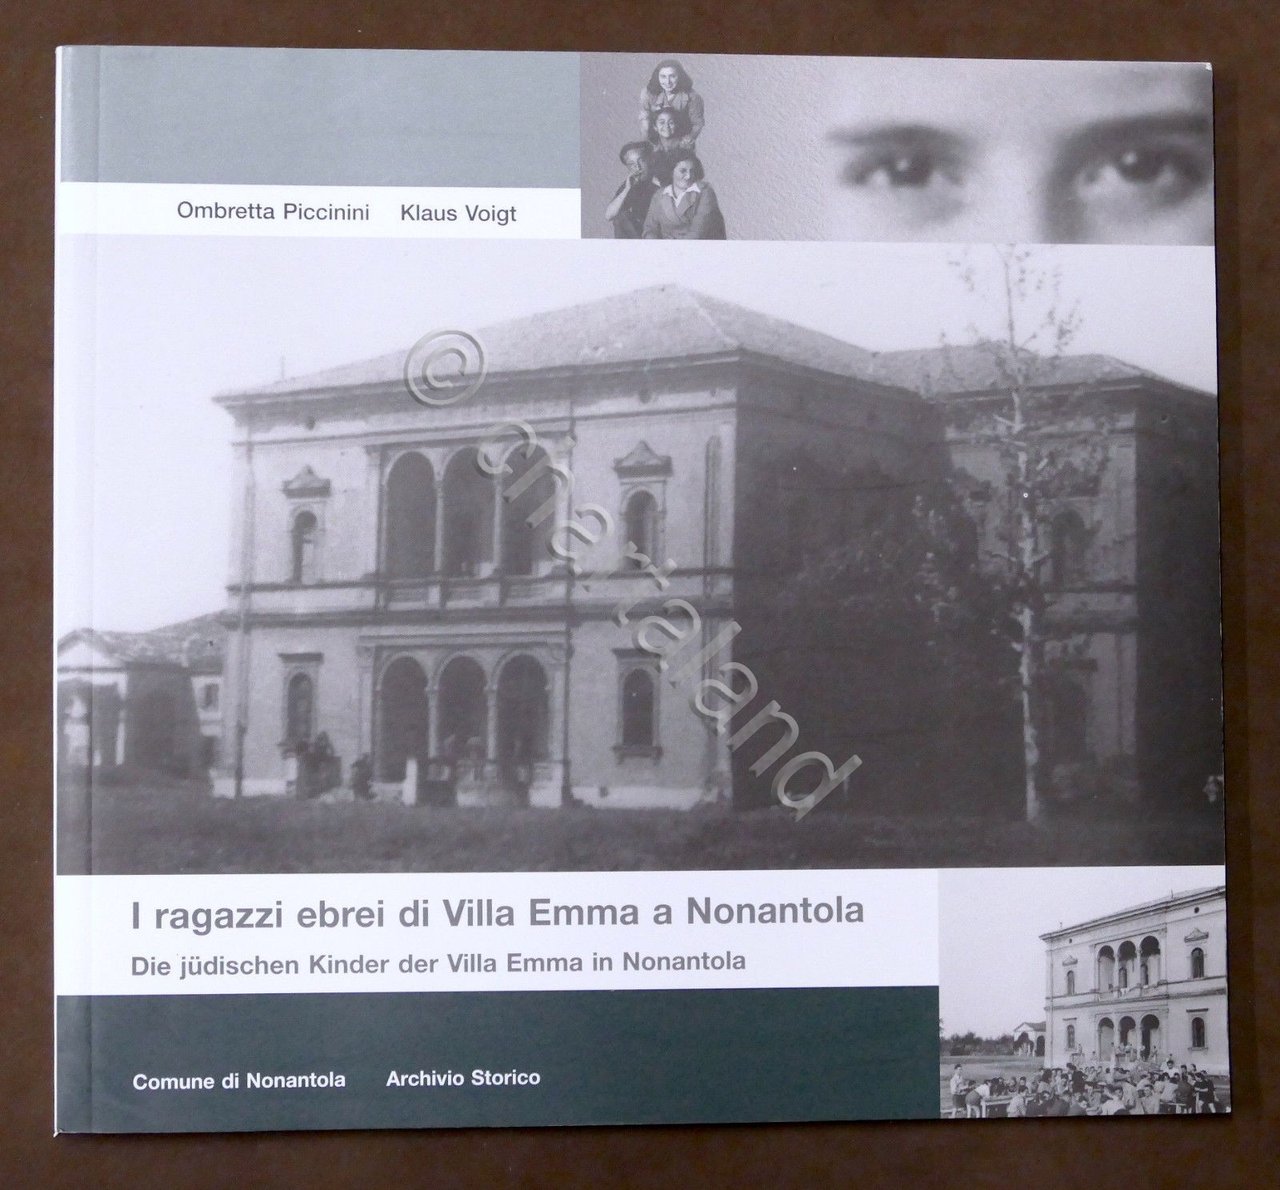 Ombretta Piccinini Klaus Voigt
© chartaland
I ragazzi ebrei di Villa Emma a Nonantola
Die jüdischen Kinder der Villa Emma in Nonantola
Comune di Nonantola Archivio Storico